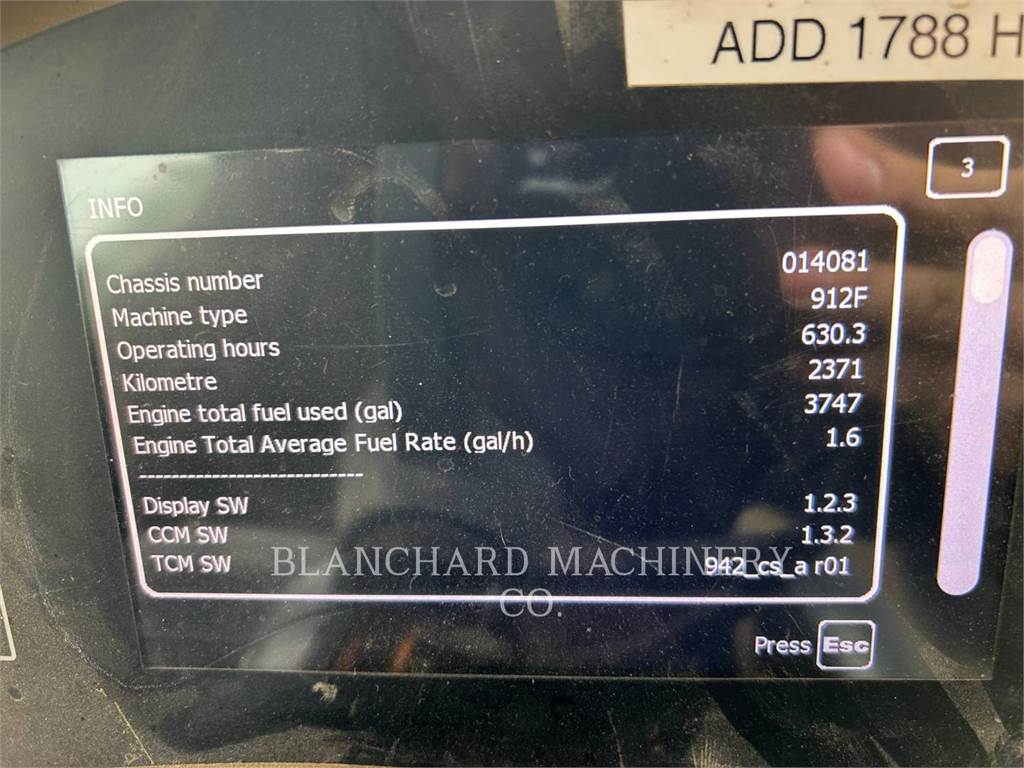 ADD 1788 H
3
INFO
Chassis number 014081
Machine type 912F
Operating hours 630.3
Kilometre 2371
Engine total fuel used (gal) 3747
Engine Total Average Fuel Rate (gal/h) 1.6
----------------------------
Display SW 1.2.3
CCM SW 1.3.2
TCM SW 942_cs_a r01
BLANCHARD MACHINERY
CO.
Press Esc